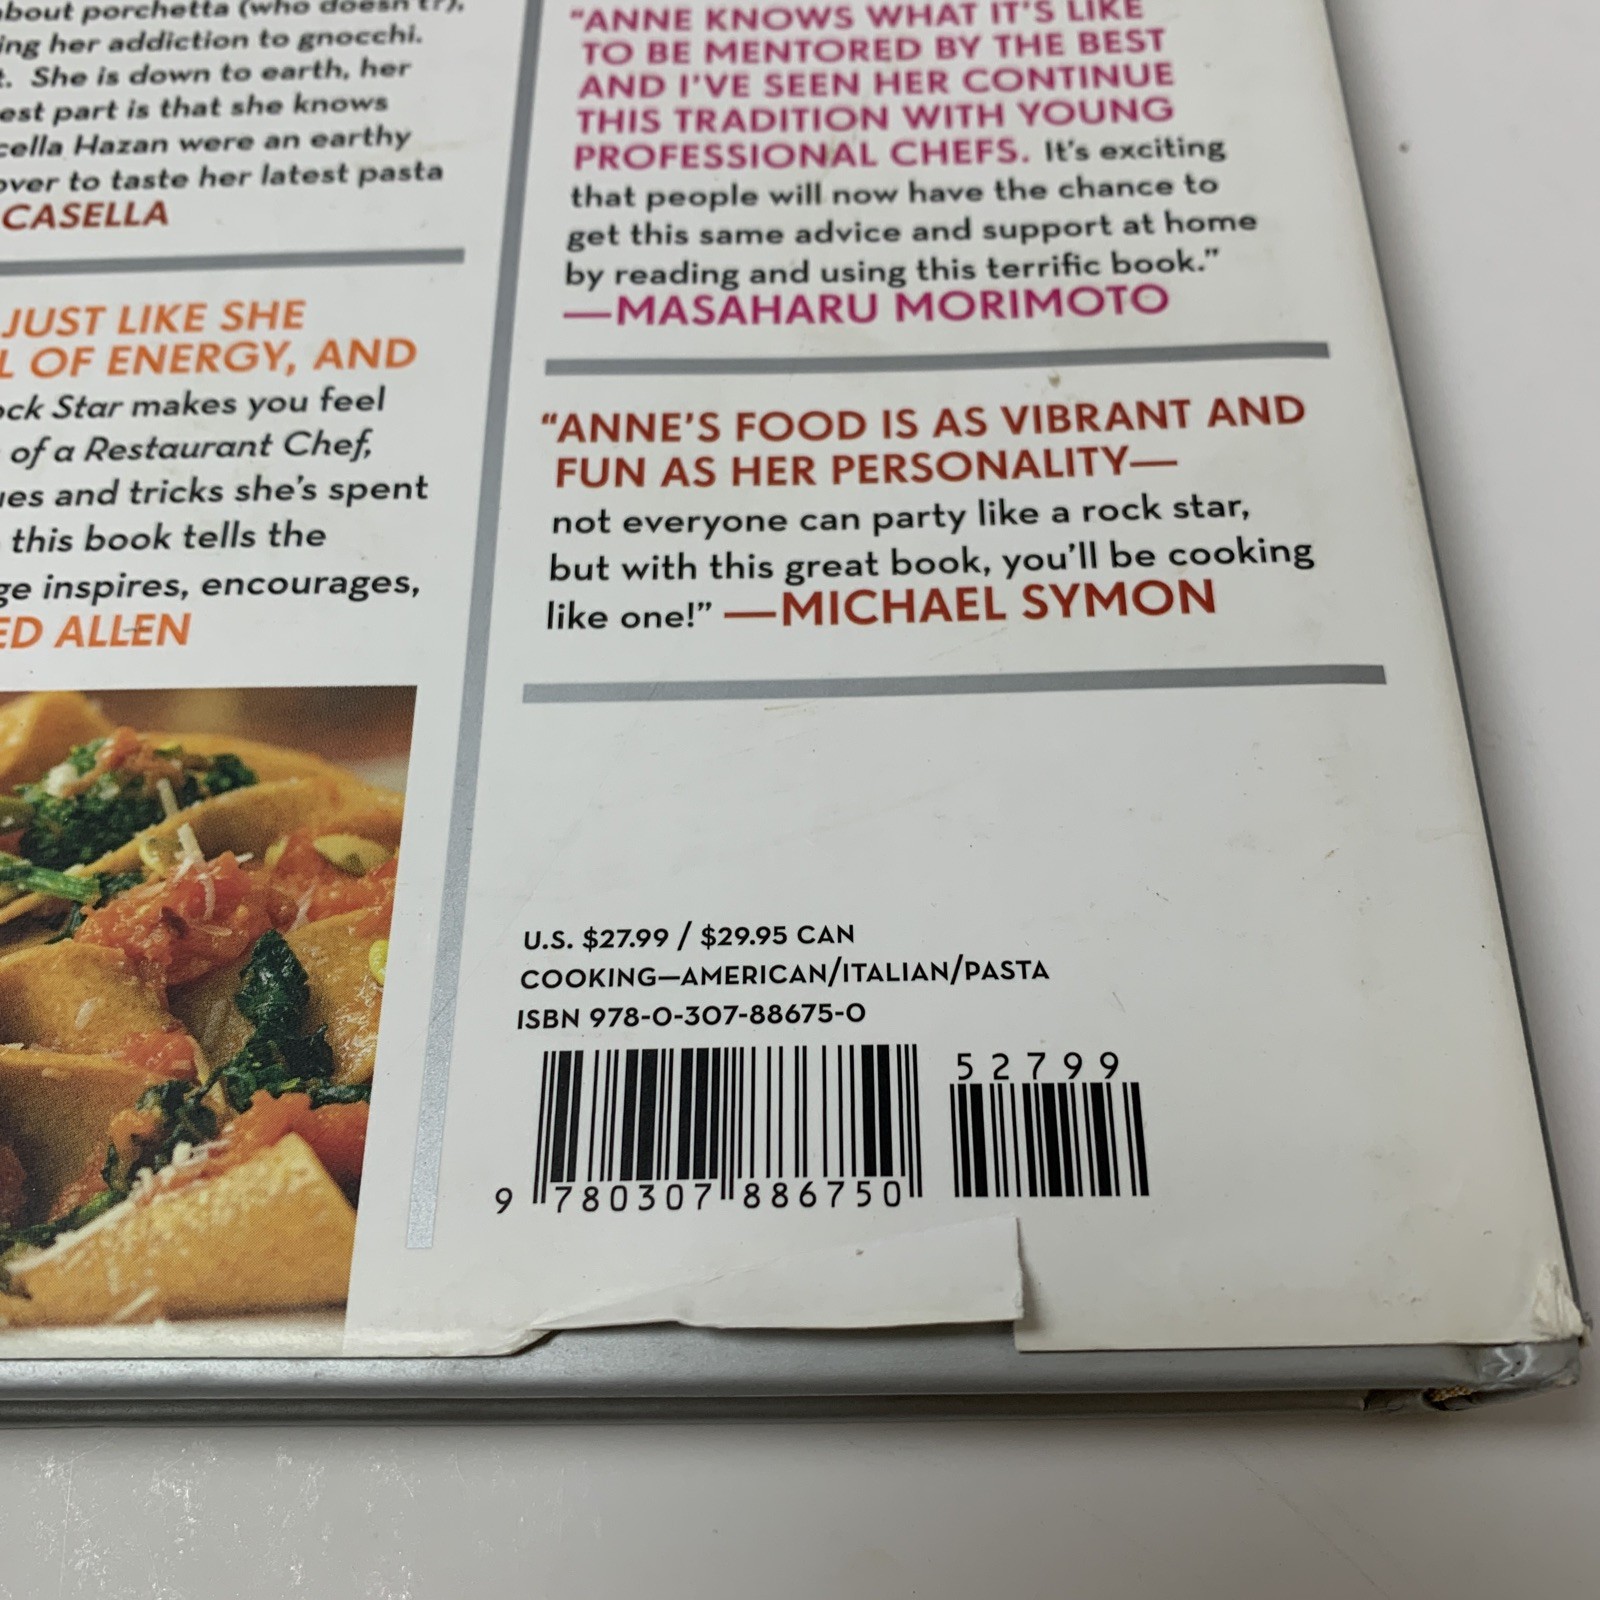 about porchetta (who doesn't?),
ing her addiction to gnocchi.
t. She is down to earth, her
est part is that she knows
cella Hazan were an earthy
over to taste her latest pasta
CASELLA
JUST LIKE SHE
L OF ENERGY, AND
ock Star makes you feel
of a Restaurant Chef,
ues and tricks she's spent
this book tells the
ge inspires, encourages,
ED ALLEN
"ANNE KNOWS WHAT IT'S LIKE
TO BE MENTORED BY THE BEST
AND I'VE SEEN HER CONTINUE
THIS TRADITION WITH YOUNG
PROFESSIONAL CHEFS. It's exciting
that people will now have the chance to
get this same advice and support at home
by reading and using this terrific book."
—MASAHARU MORIMOTO
"ANNE'S FOOD IS AS VIBRANT AND
FUN AS HER PERSONALITY—
not everyone can party like a rock star,
but with this great book, you'll be cooking
like one!" —MICHAEL SYMON
U.S. $27.99 / $29.95 CAN
COOKING—AMERICAN/ITALIAN/PASTA
ISBN 978-0-307-88675-0
52799
9 780307 886750